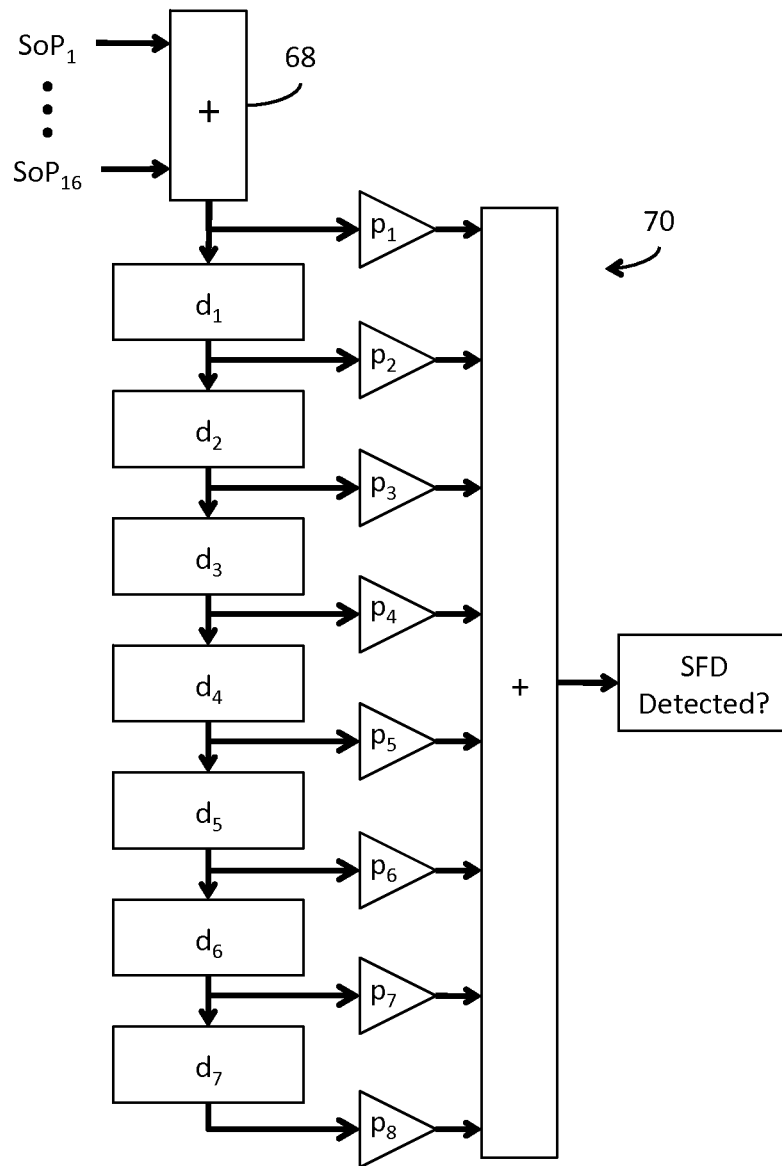 SoP₁
68
+
SoP₁₆
p₁
70
d₁
p₂
d₂
p₃
d₃
p₄
d₄
SFD
Detected?
+
p₅
d₅
p₆
d₆
p₇
d₇
p₈